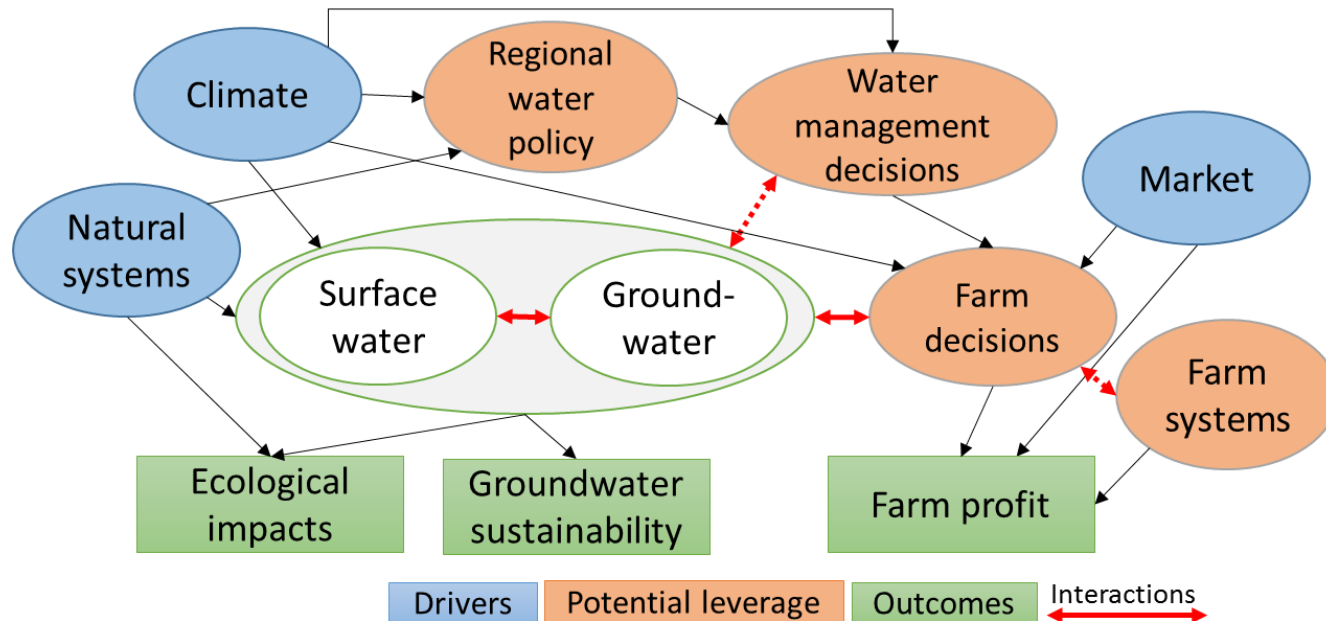 Climate
Regional
water
policy
Water
management
decisions
Market
Natural
systems
Surface
water
Ground-
water
Farm
decisions
Farm
systems
Ecological
impacts
Groundwater
sustainability
Farm profit
Drivers
Potential leverage
Outcomes
Interactions